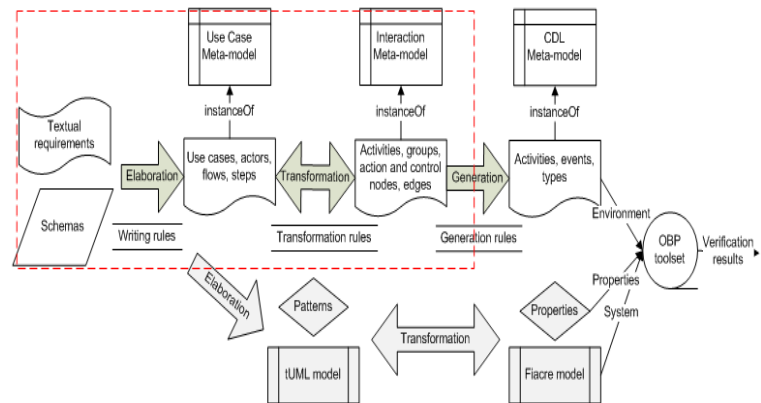 Use Case
Meta-model
Interaction
Meta-model
CDL
Meta-model
instanceOf
instanceOf
instanceOf
Textual
requirements
Elaboration
Use cases, actors,
flows, steps
Transformation
Activities, groups,
action and control
nodes, edges
Generation
Activities, events,
types
Schemas
Writing rules
Transformation rules
Generation rules
Environment
OBP
toolset
Verification
results
Elaboration
Patterns
Transformation
Properties
Properties
System
tUML model
Fiacre model